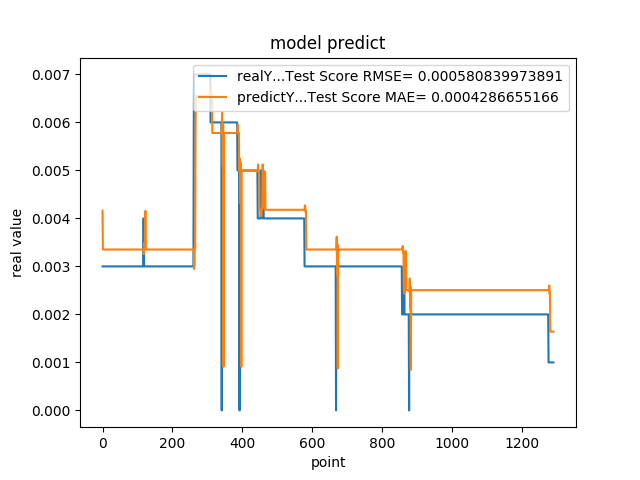 model predict
realY...Test Score RMSE= 0.000580839973891
predictY...Test Score MAE= 0.0004286655166
real value
0.007
0.006
0.005
0.004
0.003
0.002
0.001
0.000
0 200 400 600 800 1000 1200
point